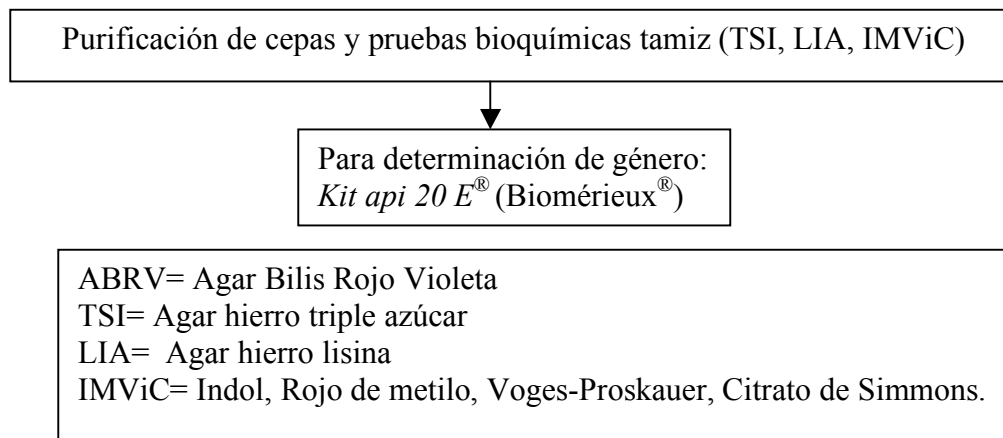 Purificación de cepas y pruebas bioquímicas tamiz (TSI, LIA, IMViC)
Para determinación de género:
Kit api 20 E® (Biomérieux®)
ABRV= Agar Bilis Rojo Violeta
TSI= Agar hierro triple azúcar
LIA= Agar hierro lisina
IMViC= Indol, Rojo de metilo, Voges-Proskauer, Citrato de Simmons.